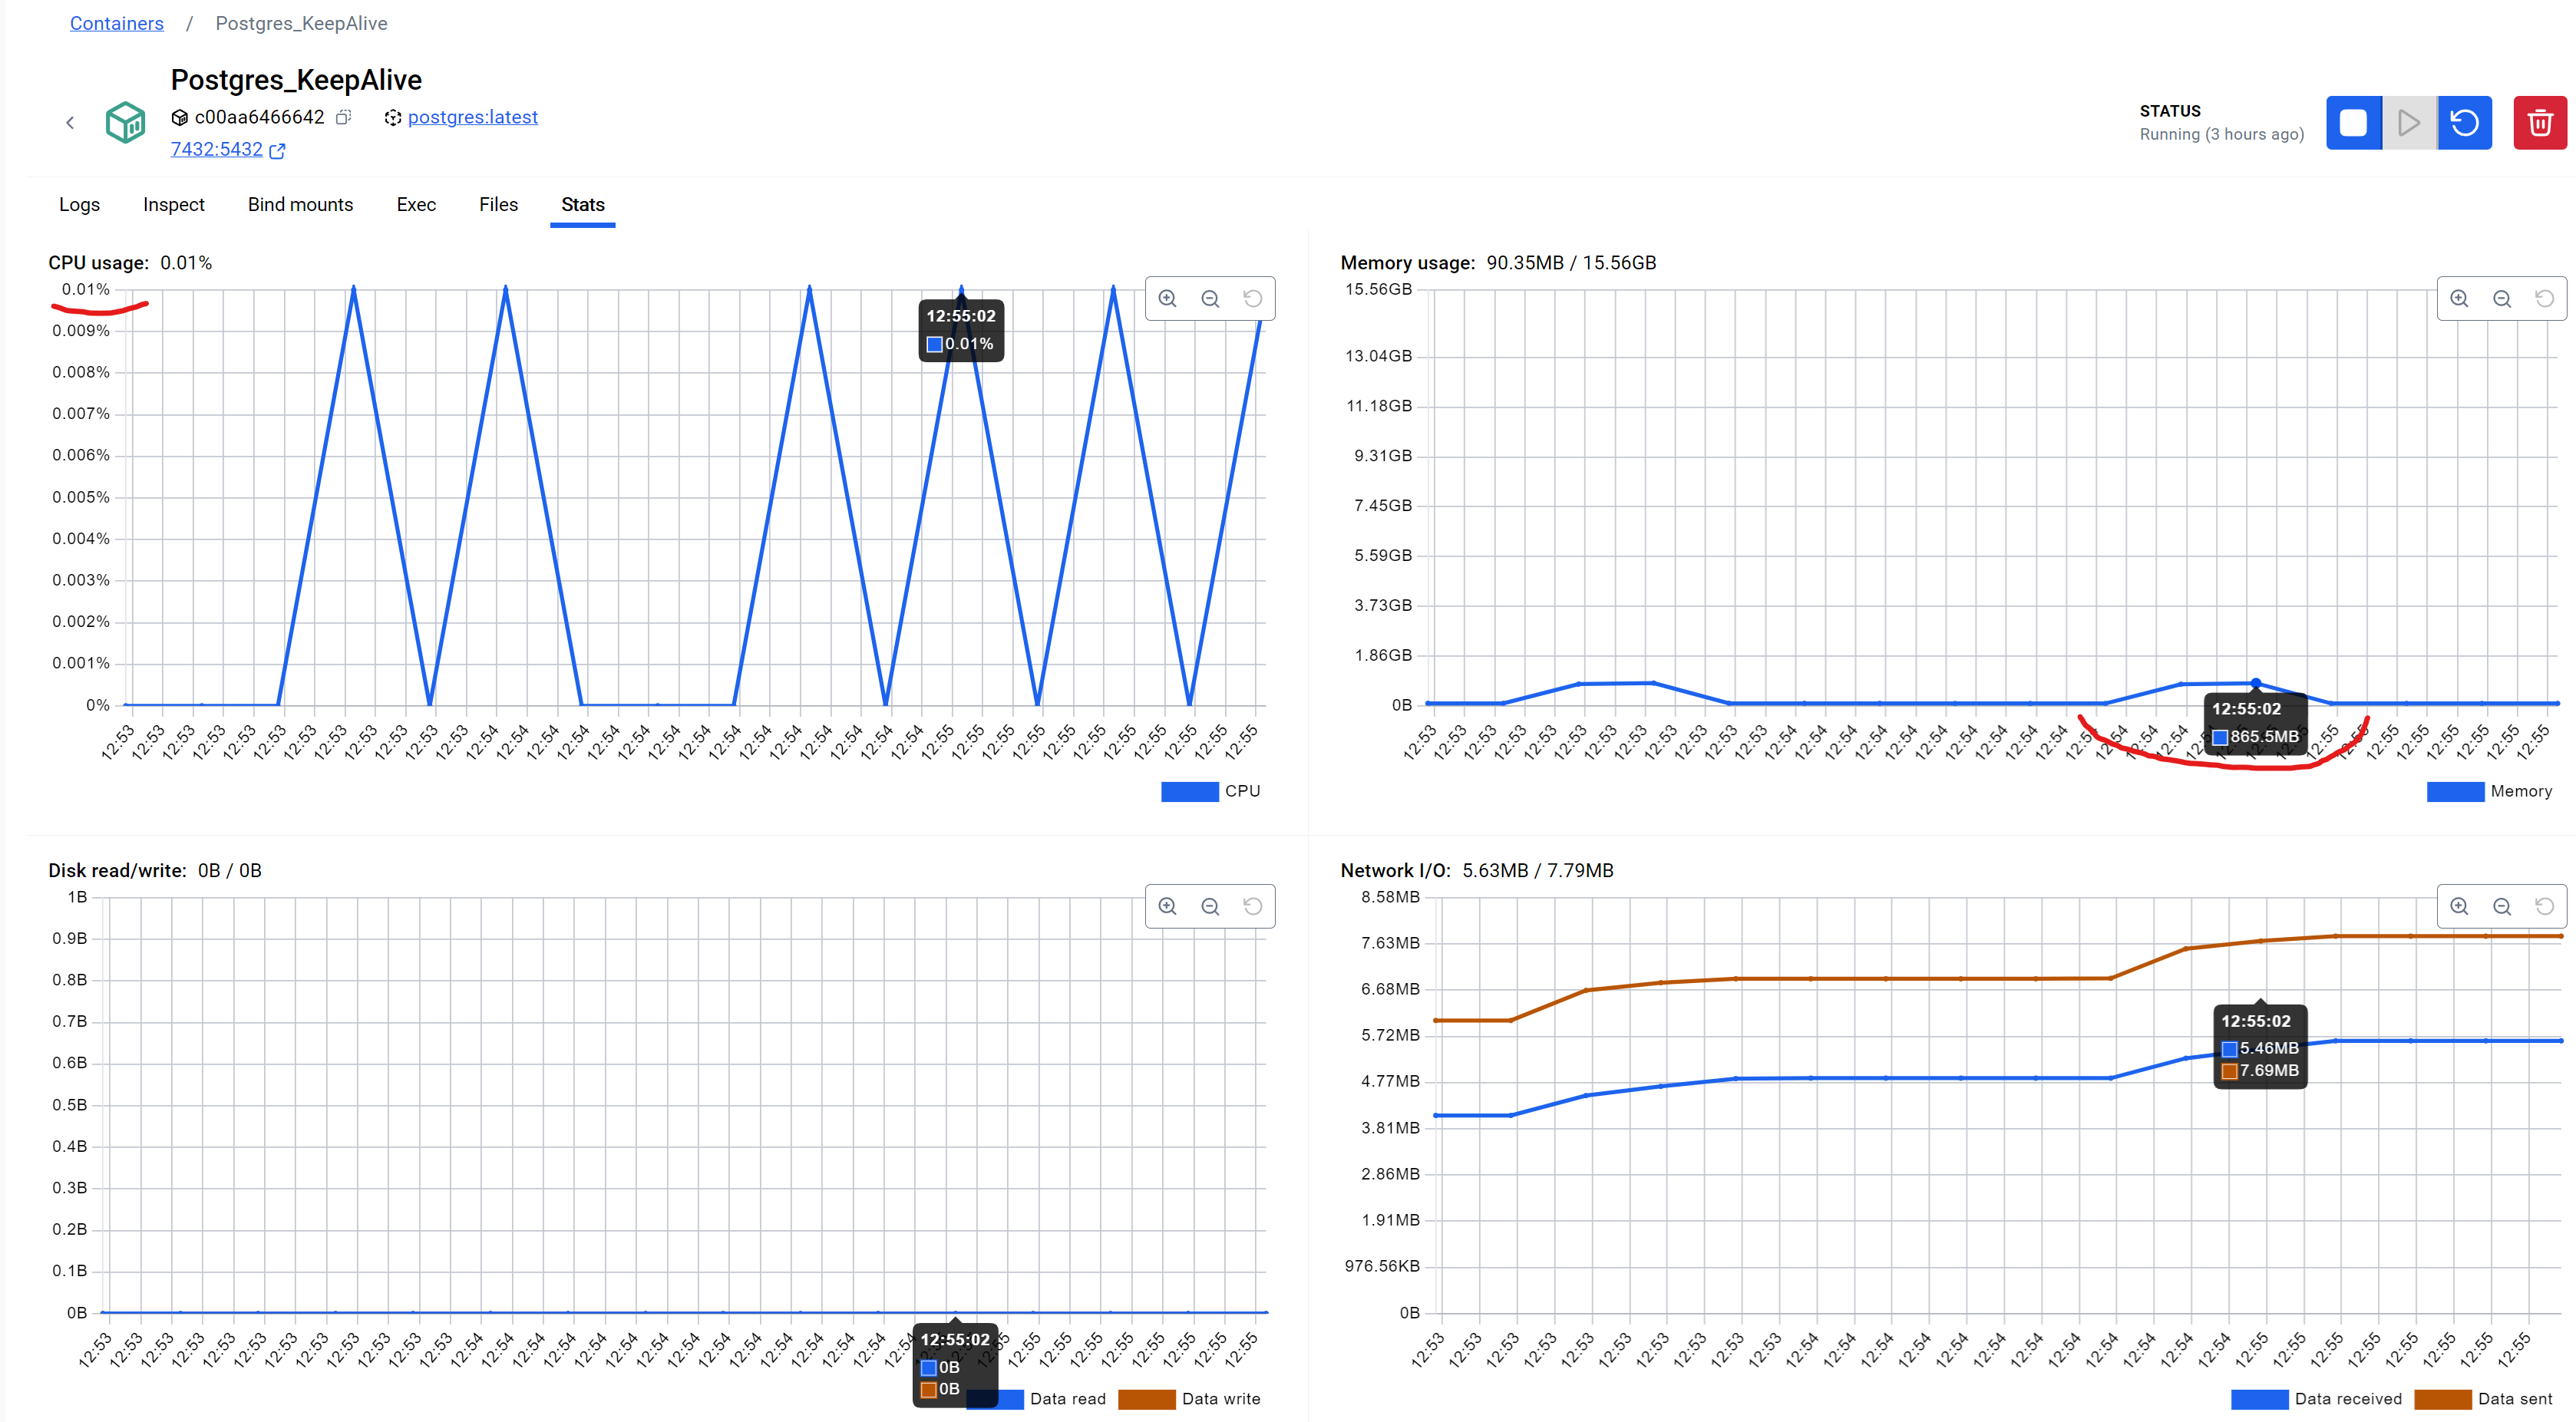 Containers / Postgres_KeepAlive
Postgres_KeepAlive
c00aa6466642 postgres:latest
7432:5432
STATUS
Running (3 hours ago)
Logs Inspect Bind mounts Exec Files Stats
CPU usage: 0.01%
0.01%
0.009%
0.008%
0.007%
0.006%
0.005%
0.004%
0.003%
0.002%
0.001%
0%
12:55:02
0.01%
12:53 12:53 12:53 12:53 12:53 12:53 12:53 12:53 12:53 12:53 12:53 12:53 12:53 12:54 12:54 12:54 12:54 12:54 12:54 12:54 12:54 12:54 12:54 12:54 12:54 12:54 12:54 12:55 12:55 12:55 12:55 12:55 12:55 12:55 12:55 12:55 12:55 12:55
CPU
Memory usage: 90.35MB / 15.56GB
15.56GB
13.04GB
11.18GB
9.31GB
7.45GB
5.59GB
3.73GB
1.86GB
0B
12:55:02
865.5MB
12:53 12:53 12:53 12:53 12:53 12:53 12:53 12:53 12:53 12:53 12:53 12:53 12:54 12:54 12:54 12:54 12:54 12:54 12:54 12:54 12:54 12:54 12:54 12:54 12:54 12:55 12:55 12:55 12:55 12:55 12:55 12:55
Memory
Disk read/write: 0B / 0B
1B
0.9B
0.8B
0.7B
0.6B
0.5B
0.4B
0.3B
0.2B
0.1B
0B
12:53 12:53 12:53 12:53 12:53 12:53 12:53 12:53 12:53 12:53 12:53 12:53 12:54 12:54 12:54 12:54 12:54 12:54 12:54 12:54 12:54 12:54 12:54 12:54 12:54 12:54 12:54 12:55 12:55 12:55 12:55 12:55 12:55 12:55 12:55
12:55:02
0B
0B
Data read Data write
Network I/O: 5.63MB / 7.79MB
8.58MB
7.63MB
6.68MB
5.72MB
4.77MB
3.81MB
2.86MB
1.91MB
976.56KB
0B
12:55:02
5.46MB
7.69MB
12:53 12:53 12:53 12:53 12:53 12:53 12:53 12:53 12:53 12:53 12:54 12:54 12:54 12:54 12:54 12:54 12:54 12:54 12:54 12:54 12:54 12:54 12:55 12:55 12:55 12:55 12:55 12:55 12:55 12:55
Data received Data sent